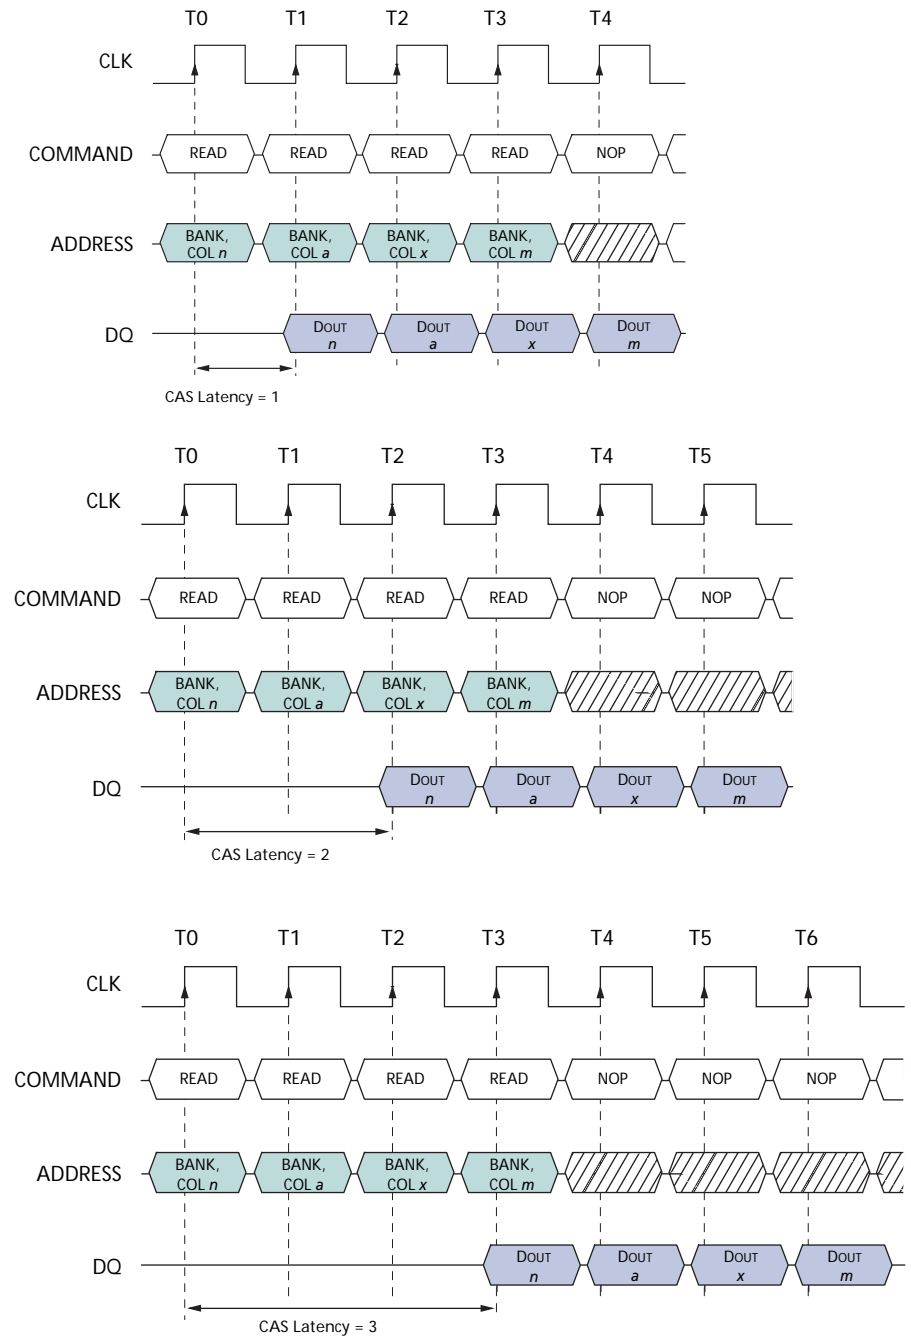 T0 T1 T2 T3 T4
CLK
COMMAND READ READ READ READ NOP
ADDRESS BANK, COL n BANK, COL a BANK, COL x BANK, COL m
DQ DOUT n DOUT a DOUT x DOUT m
CAS Latency = 1
T0 T1 T2 T3 T4 T5
CLK
COMMAND READ READ READ READ NOP NOP
ADDRESS BANK, COL n BANK, COL a BANK, COL x BANK, COL m
DQ DOUT n DOUT a DOUT x DOUT m
CAS Latency = 2
T0 T1 T2 T3 T4 T5 T6
CLK
COMMAND READ READ READ READ NOP NOP NOP
ADDRESS BANK, COL n BANK, COL a BANK, COL x BANK, COL m
DQ DOUT n DOUT a DOUT x DOUT m
CAS Latency = 3